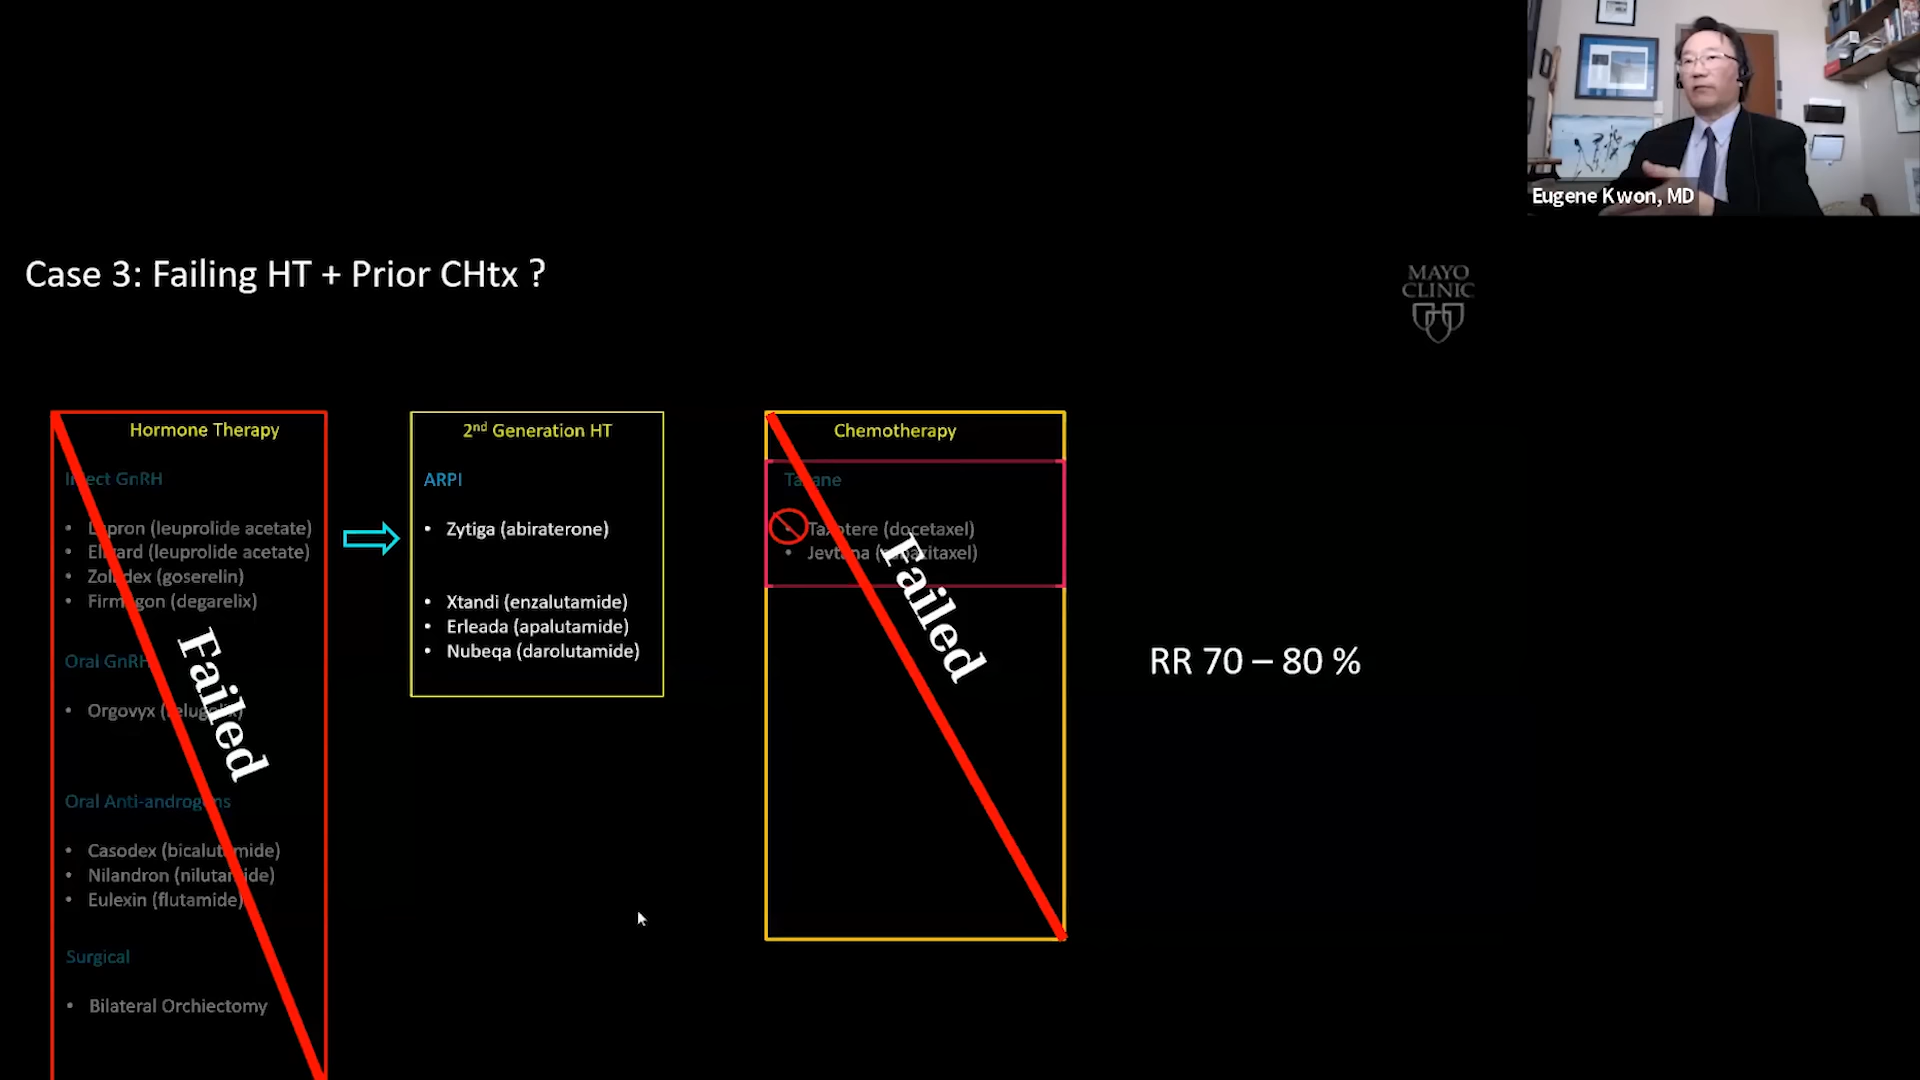 Eugene Kwon, MD
Case 3: Failing HT + Prior CHtx ?
MAYO
CLINIC
Hormone Therapy
Inject GnRH
• Lupron (leuprolide acetate)
• Eligard (leuprolide acetate)
• Zoladex (goserelin)
• Firmagon (degarelix)
Oral GnRH
• Orgovyx (relugolix)
Oral Anti-androgens
• Casodex (bicalutamide)
• Nilandron (nilutamide)
• Eulexin (flutamide)
Surgical
• Bilateral Orchiectomy
Failed
2nd Generation HT
ARPI
• Zytiga (abiraterone)
• Xtandi (enzalutamide)
• Erleada (apalutamide)
• Nubeqa (darolutamide)
Chemotherapy
Taxane
• Taxotere (docetaxel)
• Jevtana (cabazitaxel)
Failed
RR 70 – 80 %